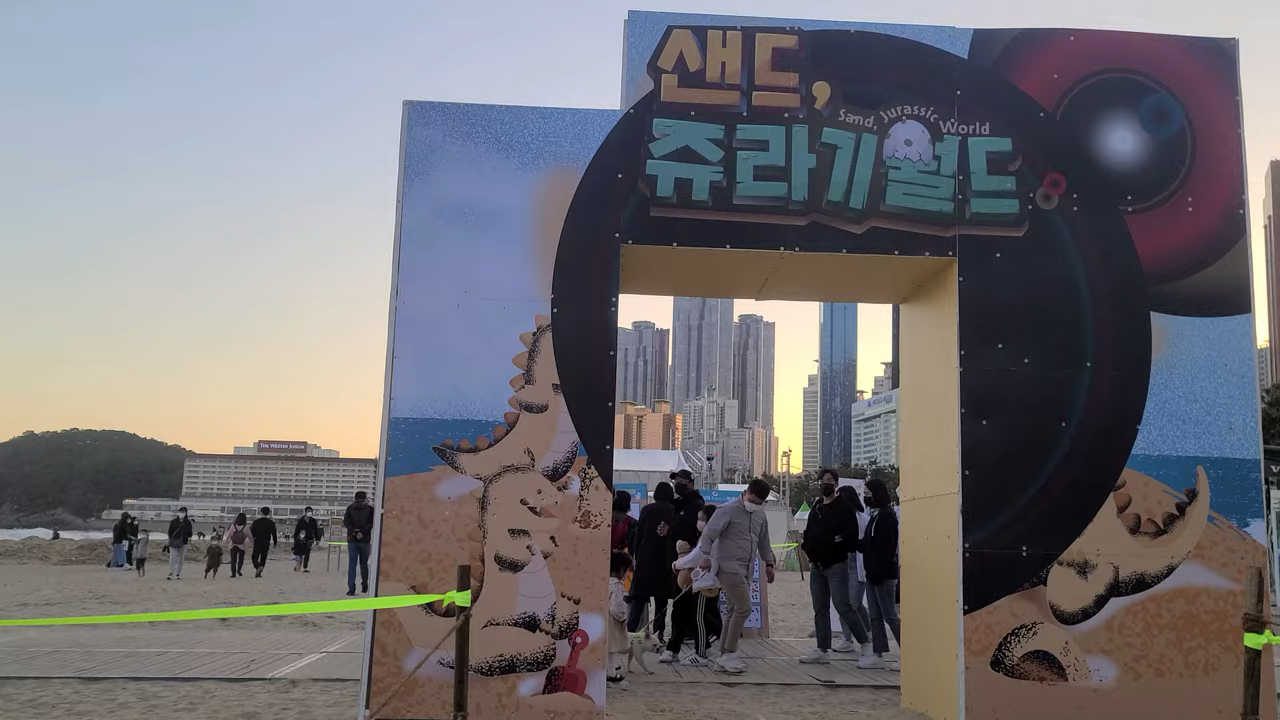 샌드,
Sand, Jurassic World
쥬라기월드
THE WESTIN JOSUN